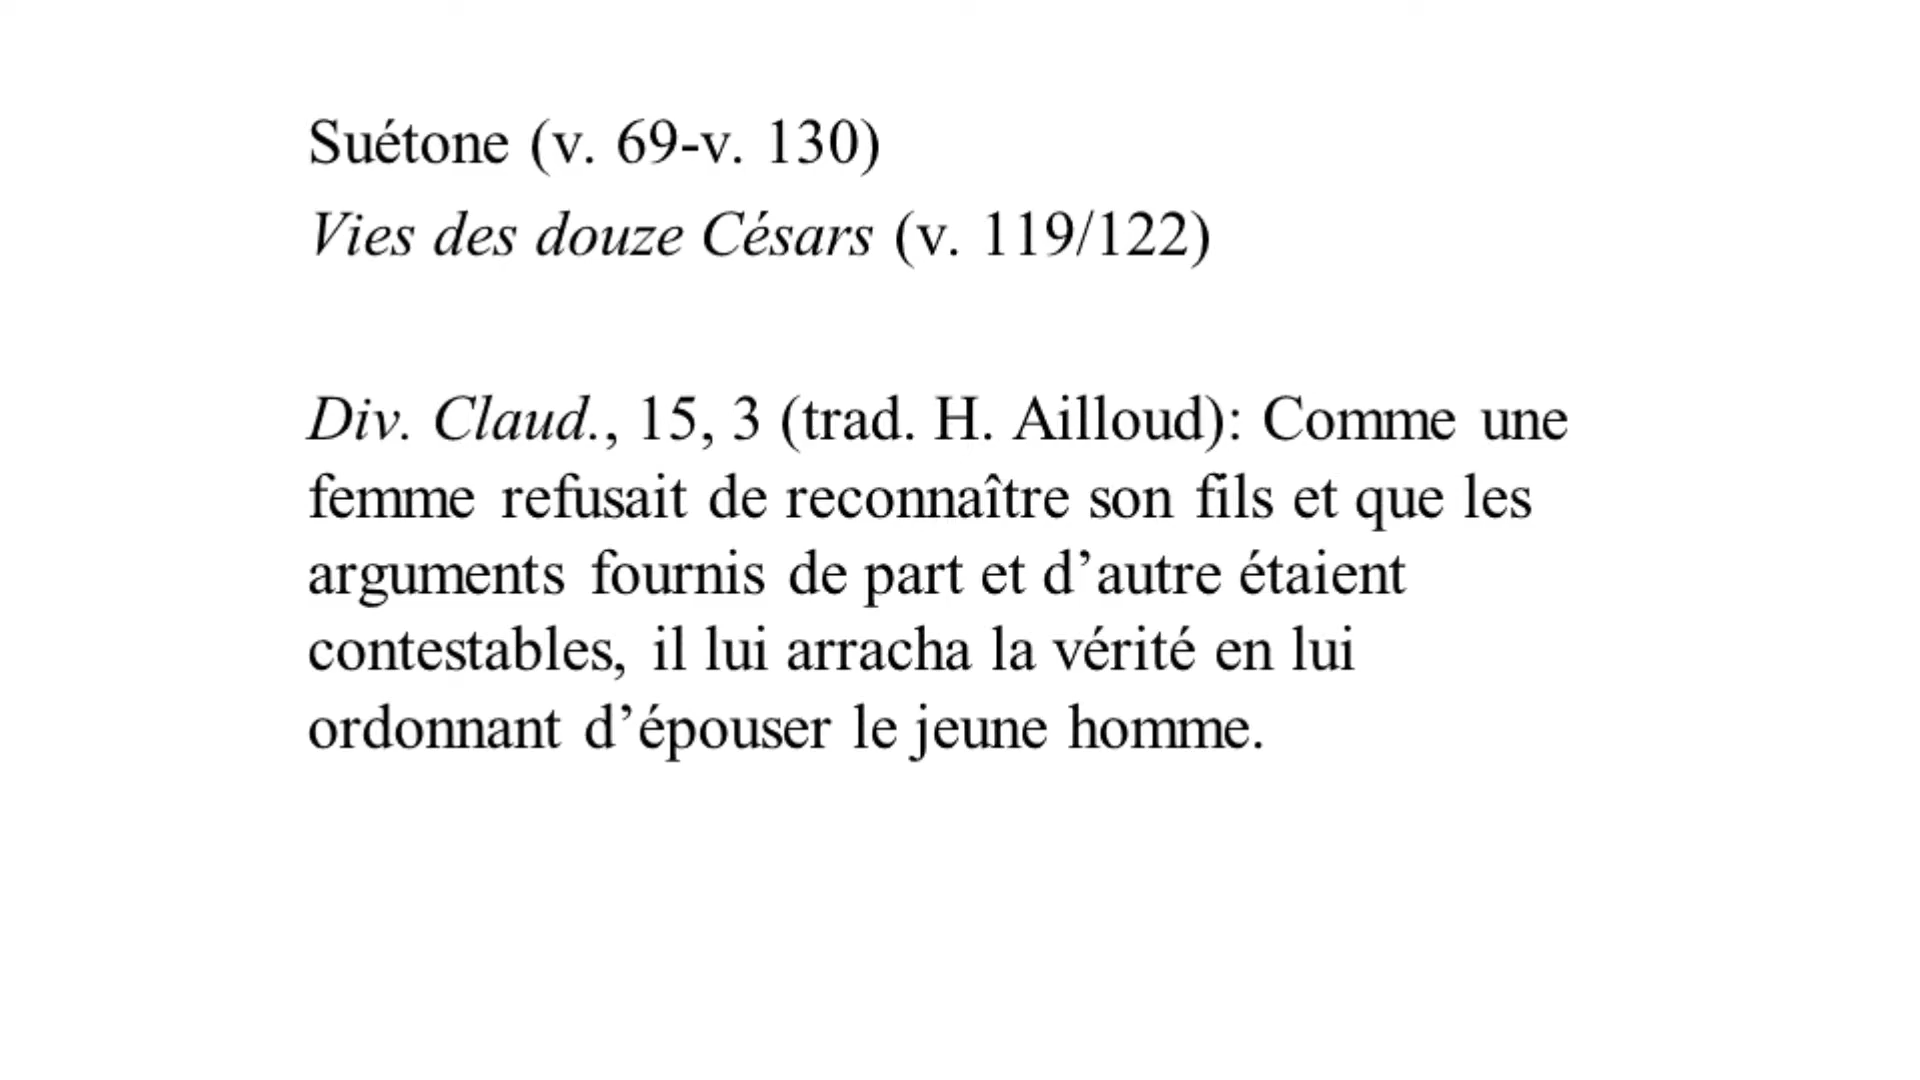 Suétone (v. 69-v. 130)
Vies des douze Césars (v. 119/122)
Div. Claud., 15, 3 (trad. H. Ailloud): Comme une
femme refusait de reconnaître son fils et que les
arguments fournis de part et d’autre étaient
contestables, il lui arracha la vérité en lui
ordonnant d’épouser le jeune homme.